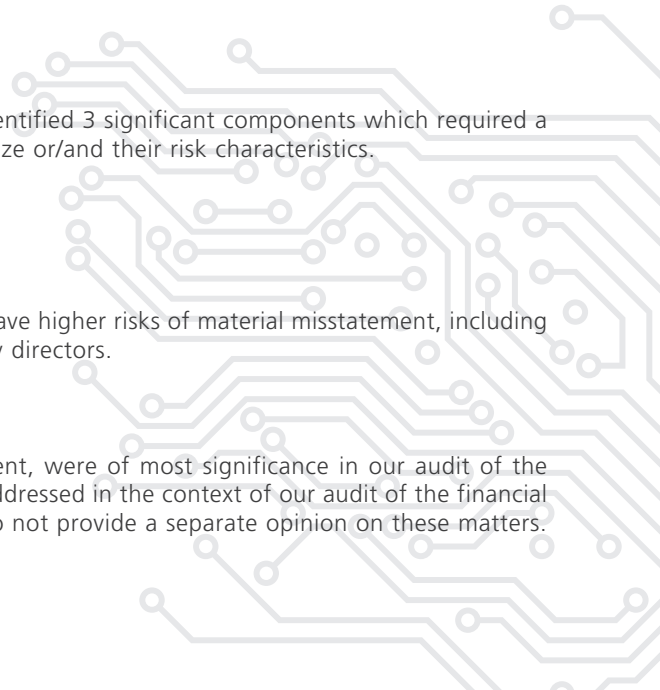 entified 3 significant components which required a
ze or/and their risk characteristics.
ave higher risks of material misstatement, including
directors.
ent, were of most significance in our audit of the
ddressed in the context of our audit of the financial
not provide a separate opinion on these matters.